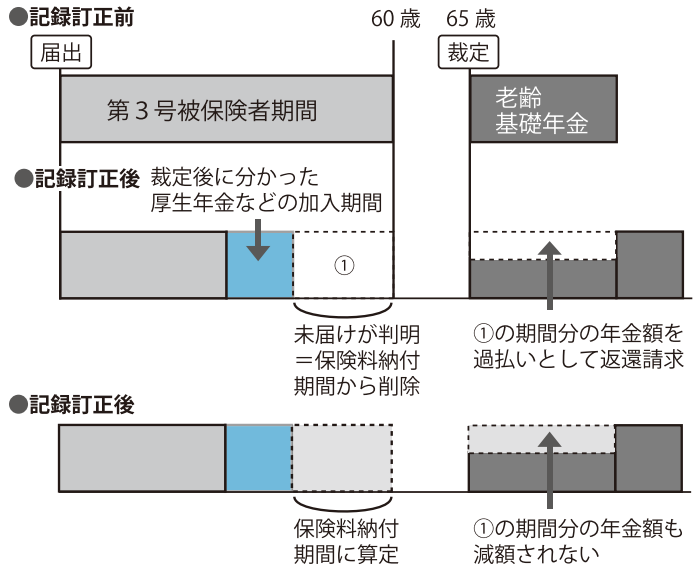 ●記録訂正前
60歳
65歳
届出
裁定
第3号被保険者期間
老齢
基礎年金
●記録訂正後
裁定後に分かった
厚生年金などの加入期間
①
未届けが判明
＝保険料納付
期間から削除
①の期間分の年金額を
過払いとして返還請求
●記録訂正後
保険料納付
期間に算定
①の期間分の年金額も
減額されない